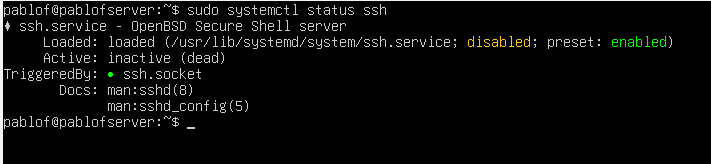 pablof@pablofserver:~$ sudo systemctl status ssh
♦ ssh.service - OpenBSD Secure Shell server
Loaded: loaded (/usr/lib/systemd/system/ssh.service; disabled; preset: enabled)
Active: inactive (dead)
TriggeredBy: ● ssh.socket
Docs: man:sshd(8)
man:sshd_config(5)
pablof@pablofserver:~$ _